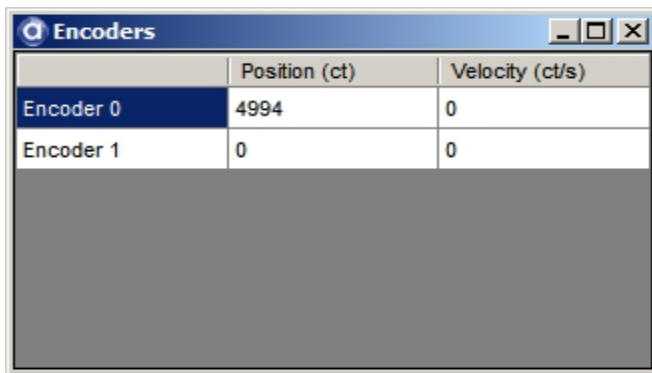 Encoders
Position (ct) Velocity (ct/s)
Encoder 0 4994 0
Encoder 1 0 0